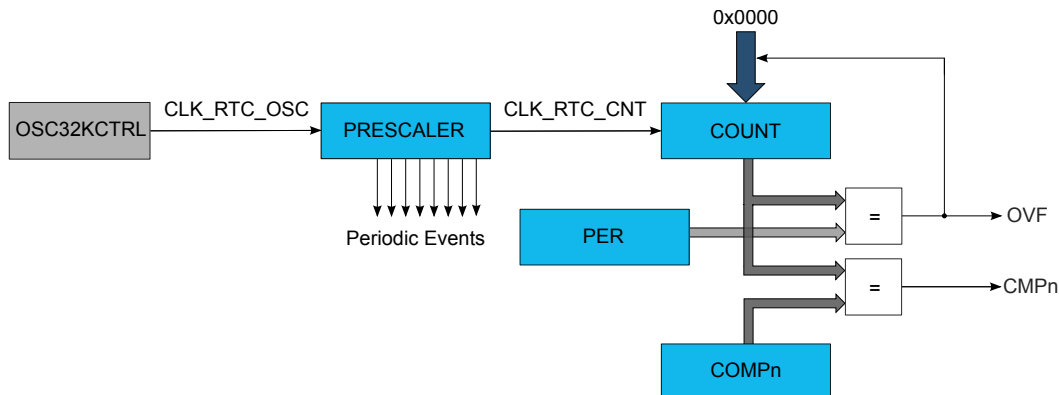 0x0000
CLK_RTC_OSC
CLK_RTC_CNT
OSC32KCTRL
PRESCALER
COUNT
Periodic Events
PER
=
OVF
=
CMPn
COMPn